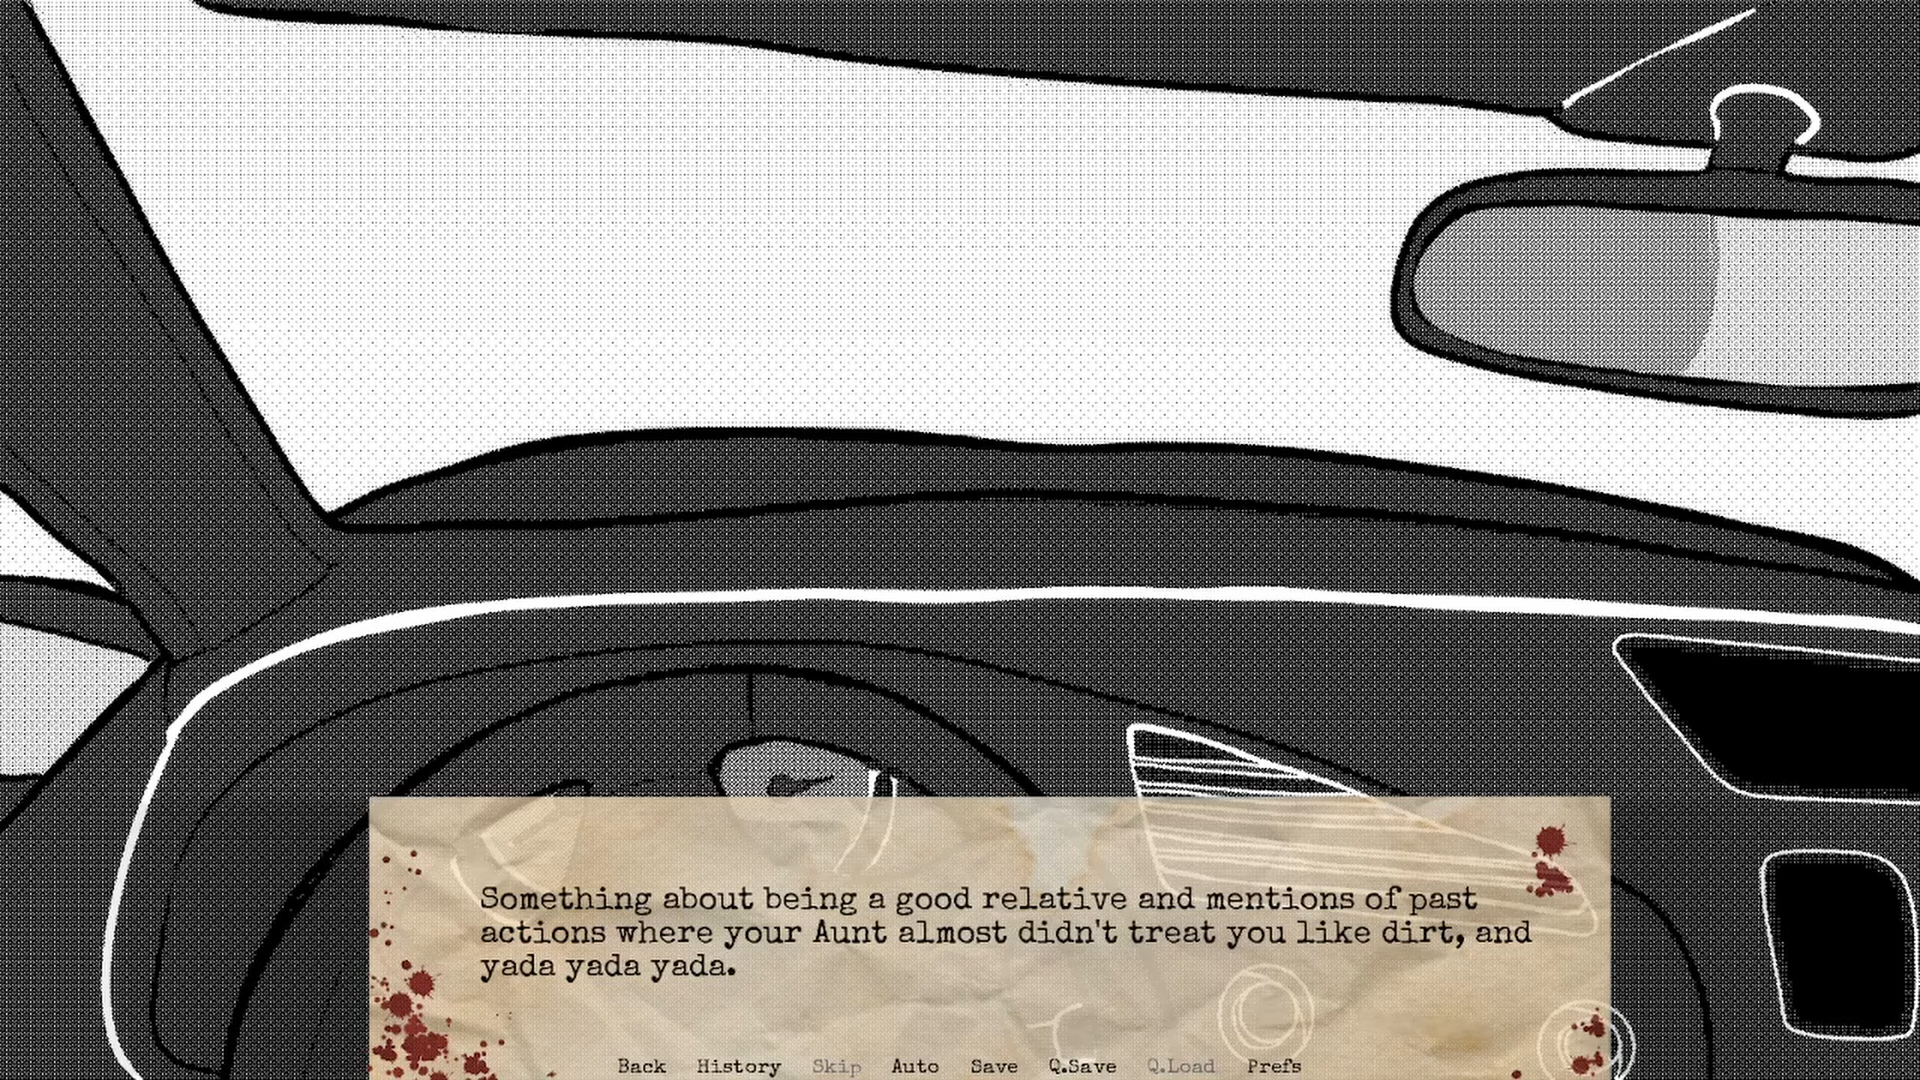 Something about being a good relative and mentions of past
actions where your Aunt almost didn't treat you like dirt, and
yada yada yada.
Back History Skip Auto Save Q.Save Q.Load Prefs